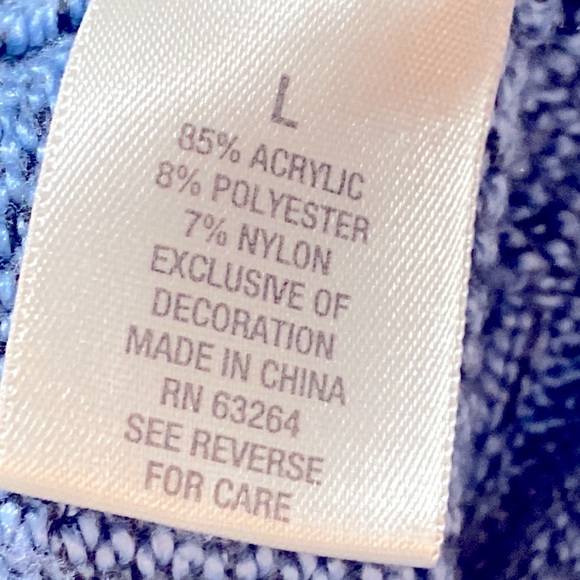 L
85% ACRYLIC
8% POLYESTER
7% NYLON
EXCLUSIVE OF
DECORATION
MADE IN CHINA
RN 63264
SEE REVERSE
FOR CARE